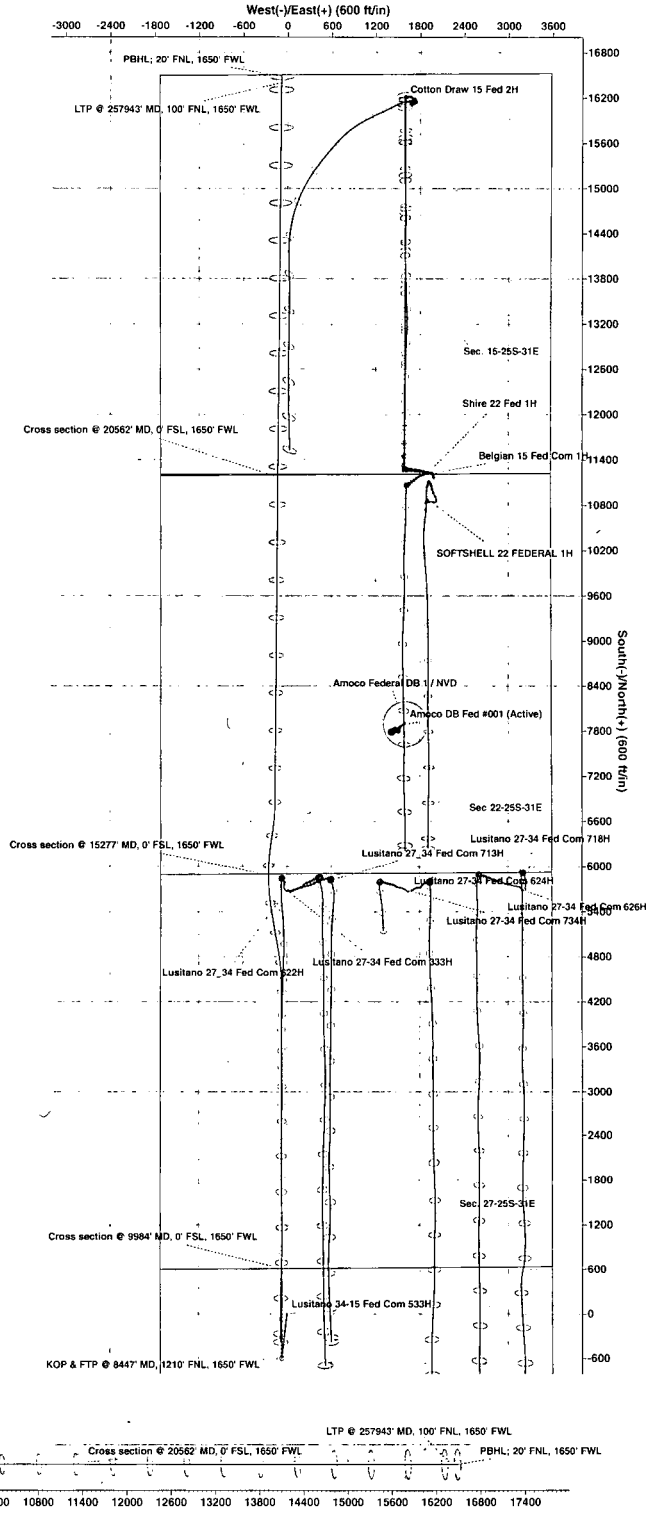 West(-)/East(+) (600 ft/in)
-3000 -2400 -1800 -1200 -600 0 600 1200 1800 2400 3000 3600
PBHL; 20' FNL, 1650' FWL
16800
Cotton Draw 15 Fed 2H
16200
LTP @ 257943' MD, 100' FNL, 1650' FWL
15600
15000
14400
13800
13200
Sec. 15-25S-31E
12600
Shire 22 Fed 1H
12000
Cross section @ 20562' MD, 0' FSL, 1650' FWL
Belgian 15 Fed Com 1H
11400
10800
SOFTSHELL 22 FEDERAL 1H
10200
9600
9000
South(-)/North(+) (600 ft/in)
Amoco Federal DB 1 / NVD
8400
Amoco DB Fed #001 (Active)
7800
7200
Sec 22-25S-31E
6600
Lusitano 27-34 Fed Com 718H
Cross section @ 15277' MD, 0' FSL, 1650' FWL
Lusitano 27_34 Fed Com 713H
6000
Lusitano 27-34 Fed Com 624H
Lusitano 27-34 Fed Com 626H
5400
Lusitano 27-34 Fed Com 734H
Lusitano 27-34 Fed Com 333H
4800
Lusitano 27_34 Fed Com 622H
4200
3600
3000
2400
1800
Sec. 27-25S-31E
1200
Cross section @ 9984' MD, 0' FSL, 1650' FWL
600
Lusitano 34-15 Fed Com 533H
0
KOP & FTP @ 8447' MD, 1210' FNL, 1650' FWL
-600
LTP @ 257943' MD, 100' FNL, 1650' FWL
Cross section @ 20562' MD, 0' FSL, 1650' FWL
PBHL; 20' FNL, 1650' FWL
10800 11400 12000 12600 13200 13800 14400 15000 15600 16200 16800 17400